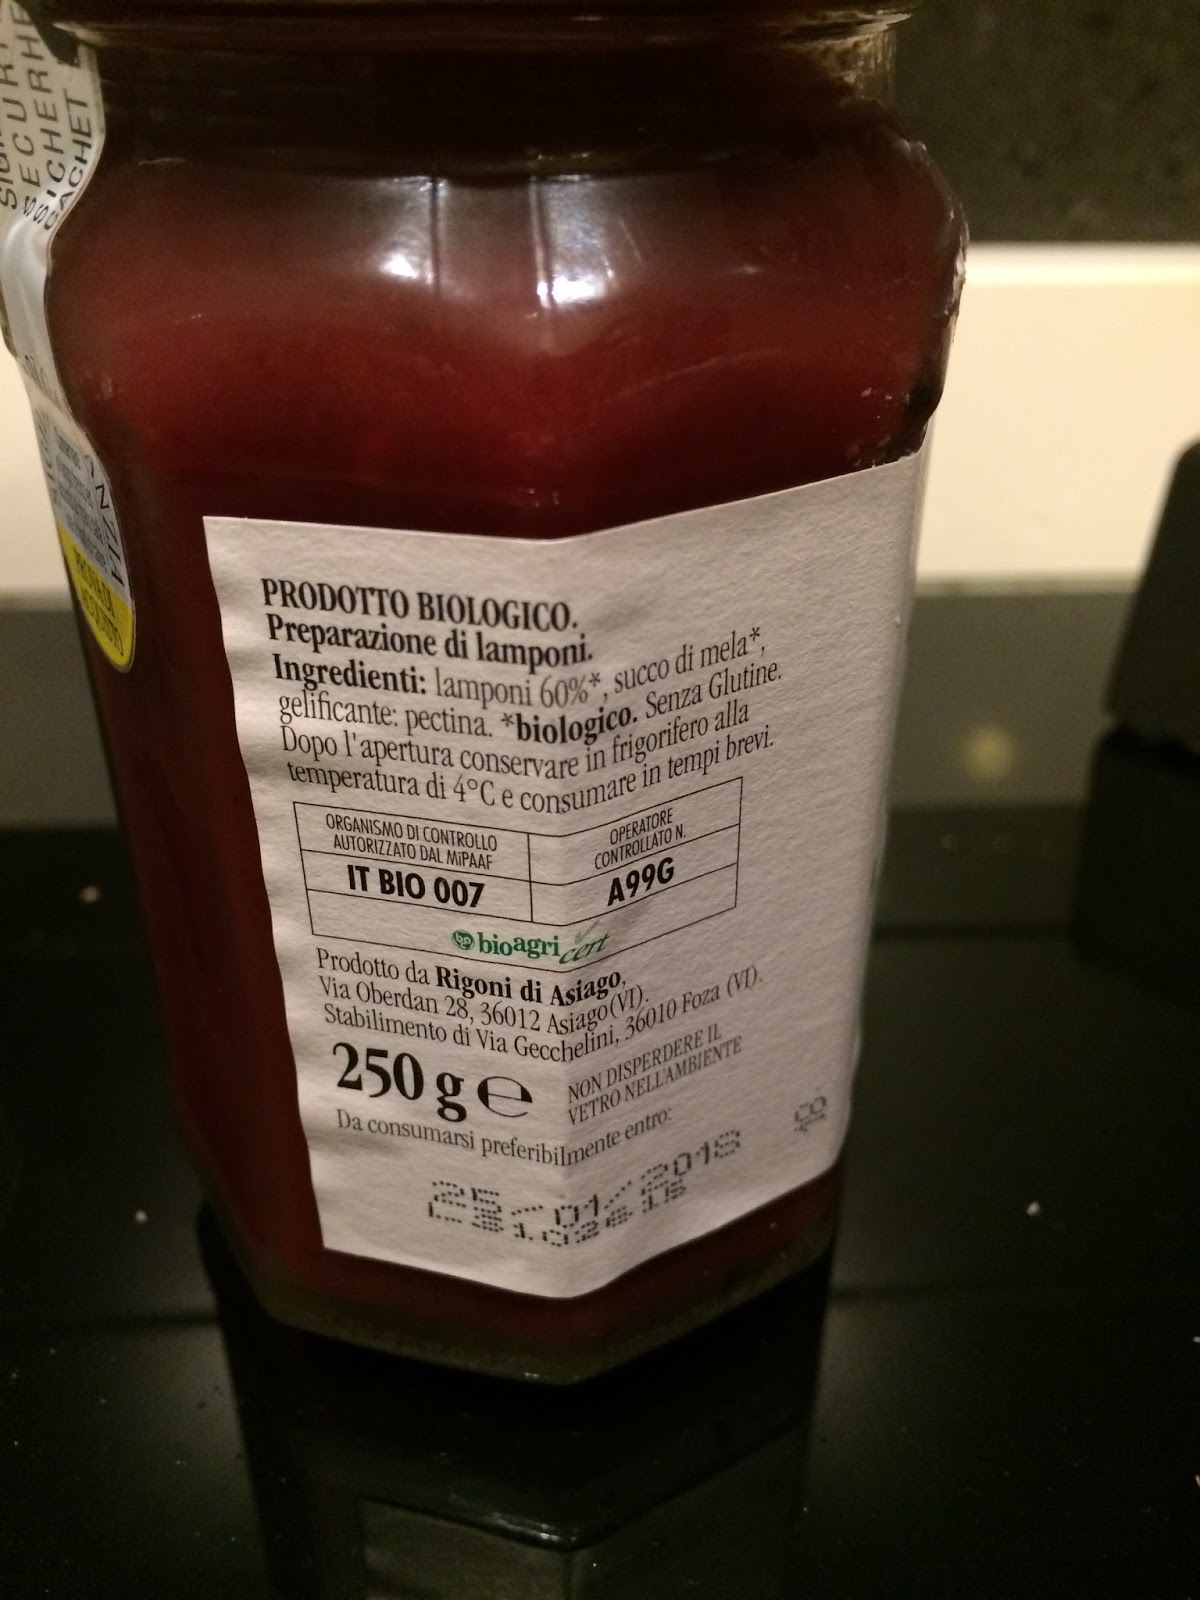 SECUR
SICHERHE
SACHET
PRODOTTO BIOLOGICO.
Preparazione di lamponi.
Ingredienti: lamponi 60%*, succo di mela*,
gelificante: pectina. *biologico. Senza Glutine.
Dopo l'apertura conservare in frigorifero alla
temperatura di 4°C e consumare in tempi brevi.
ORGANISMO DI CONTROLLO
AUTORIZZATO DAL MiPAAF
IT BIO 007
OPERATORE
CONTROLLATO N.
A99G
bioagricert
Prodotto da Rigoni di Asiago,
Via Oberdan 28, 36012 Asiago (VI).
Stabilimento di Via Gecchelini, 36010 Foza (VI).
250 g e
NON DISPERDERE IL
VETRO NELL'AMBIENTE
Da consumarsi preferibilmente entro: